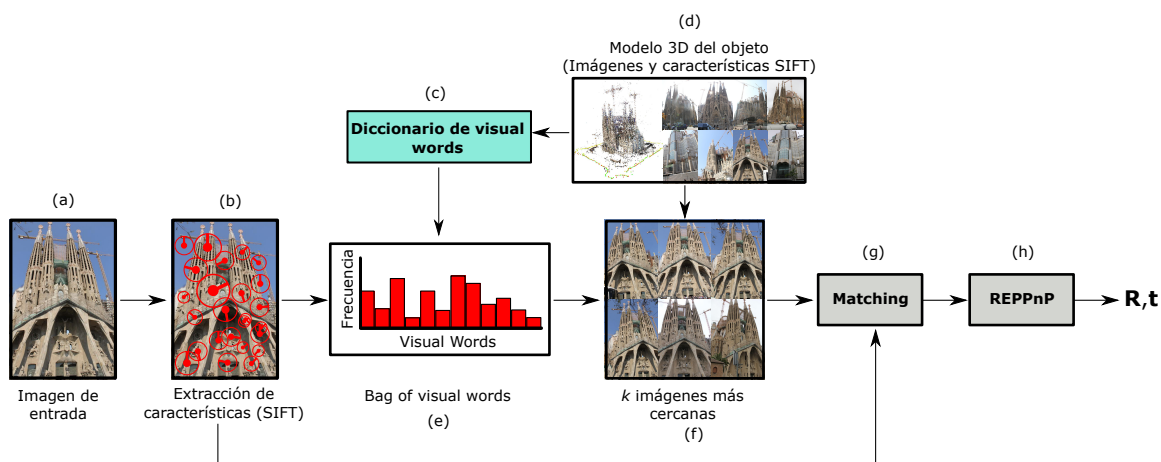 (d)
Modelo 3D del objeto
(Imágenes y características SIFT)
(c)
Diccionario de visual
words
(a)
(b)
(g)
(h)
Frecuencia
Visual Words
Matching
REPPnP
R,t
Imagen de
entrada
Extracción de
características (SIFT)
Bag of visual words
(e)
k imágenes más
cercanas
(f)